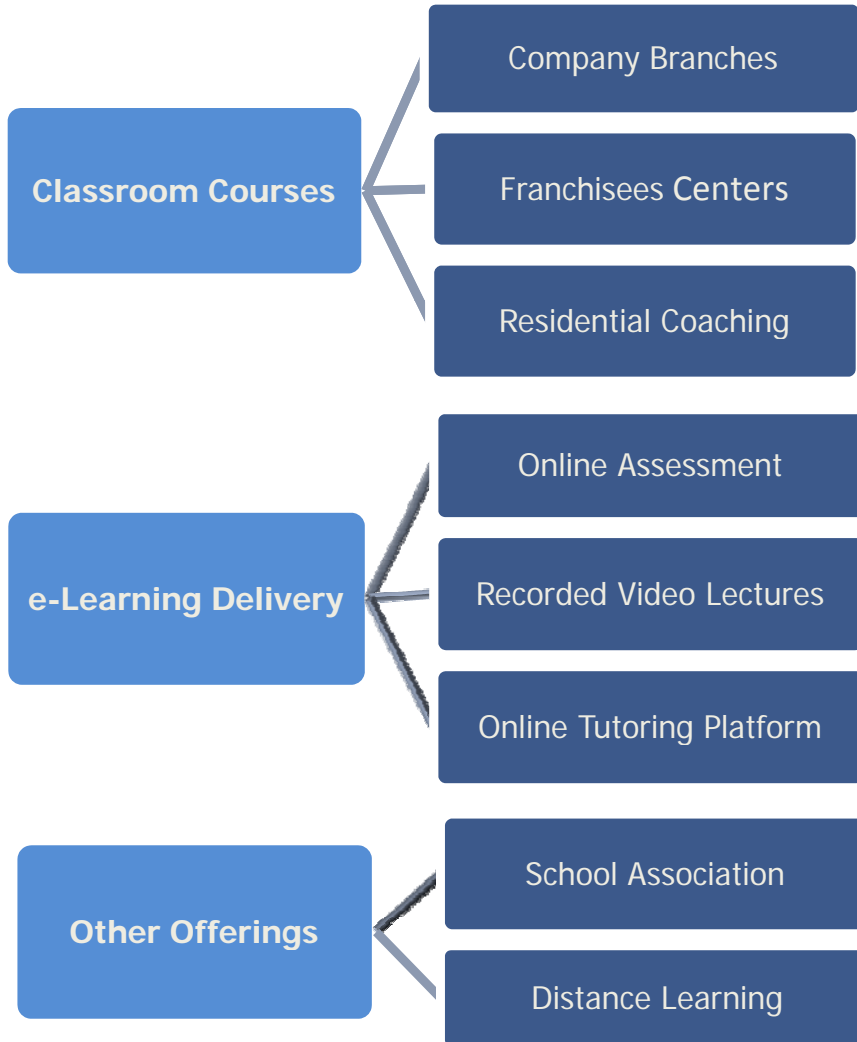 Classroom Courses
Company Branches
Franchisees Centers
Residential Coaching
e-Learning Delivery
Online Assessment
Recorded Video Lectures
Online Tutoring Platform
Other Offerings
School Association
Distance Learning